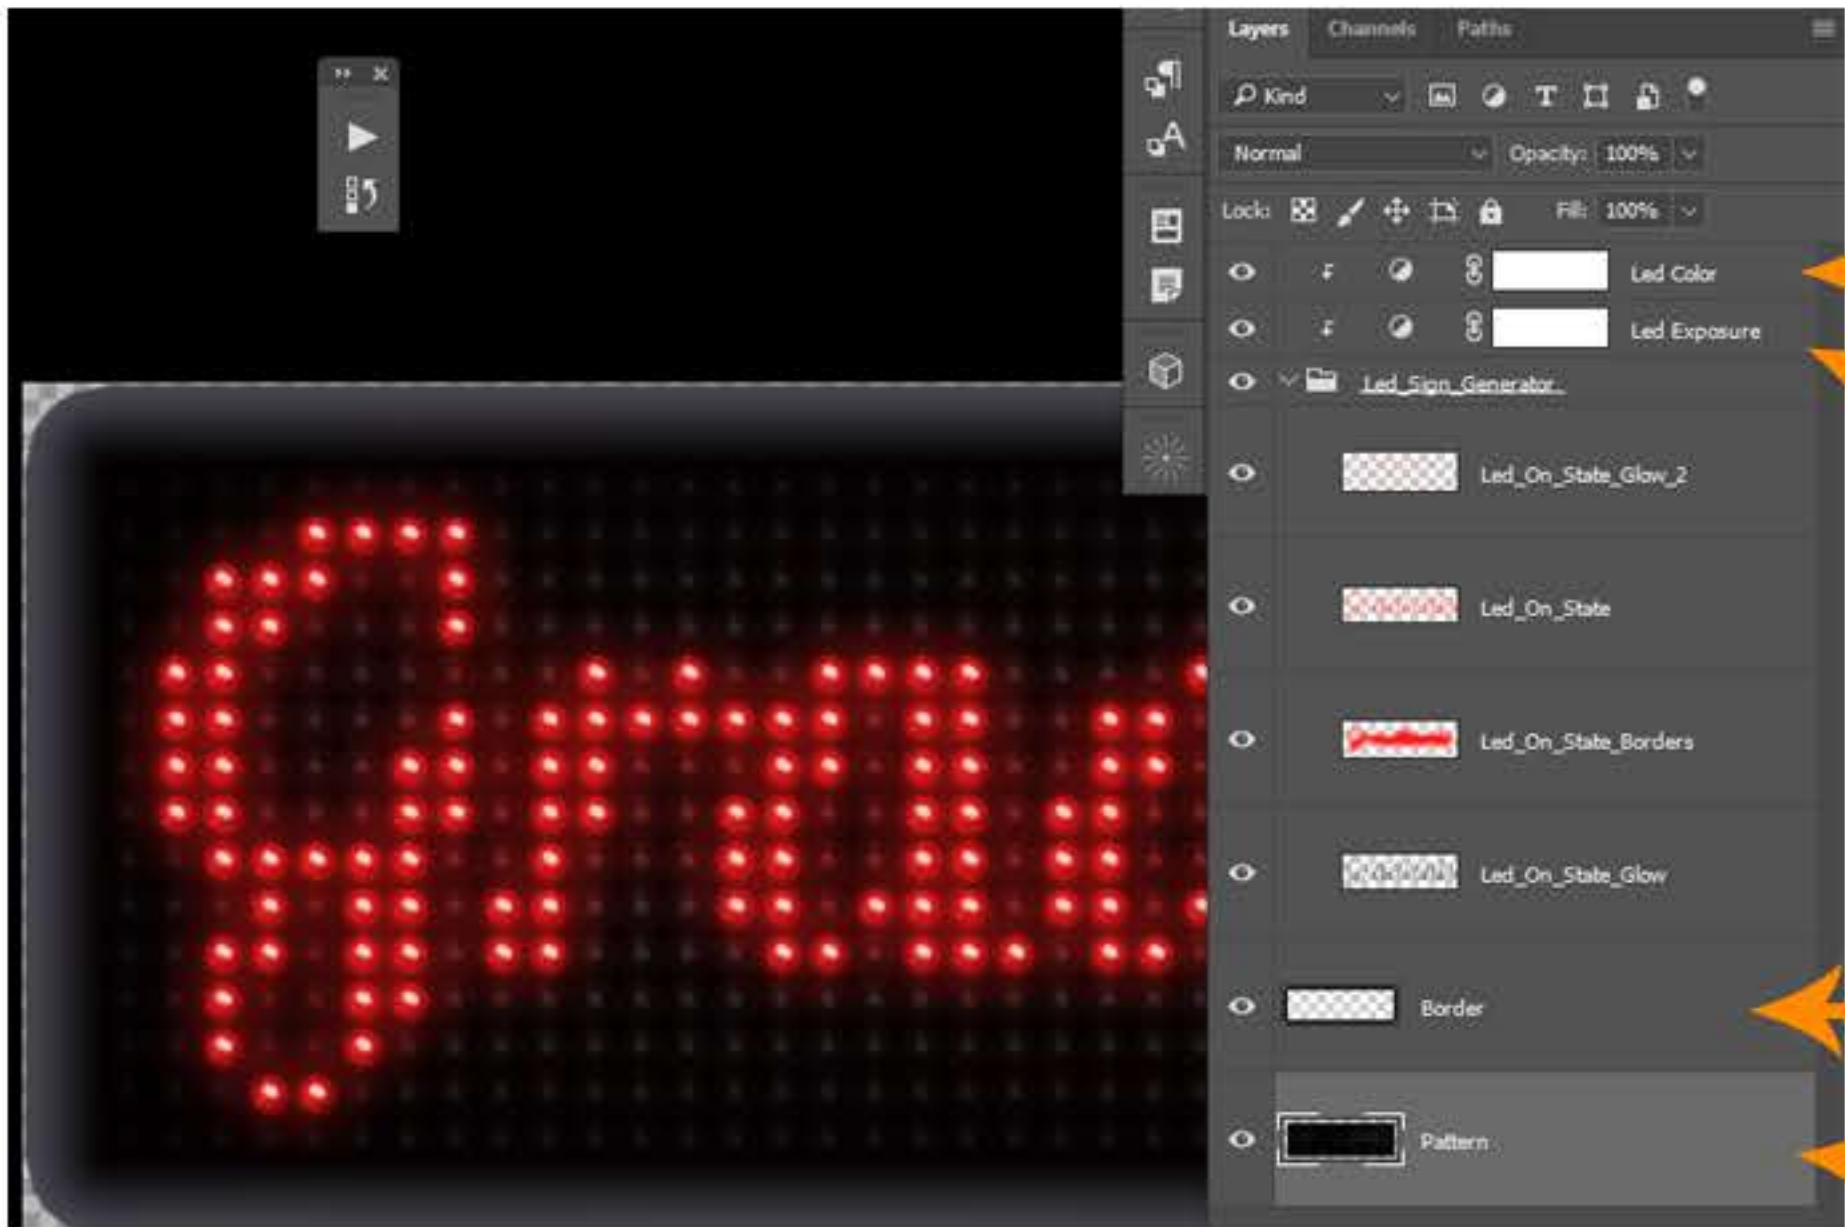 Layers Channels Paths
Kind
Normal Opacity: 100%
Lock: Fill: 100%
Led Color
Led Exposure
Led_Sign_Generator
Led_On_State_Glow_2
Led_On_State
Led_On_State_Borders
Led_On_State_Glow
Border
Pattern